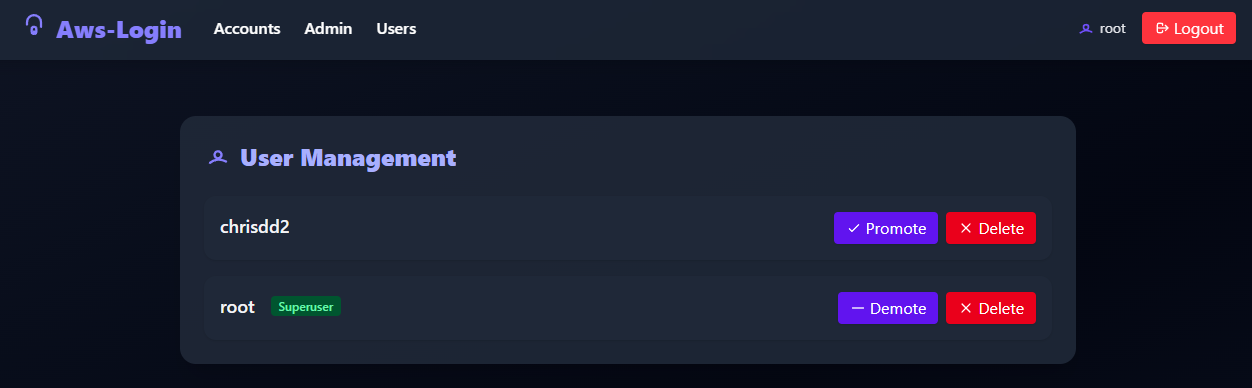 Aws-Login Accounts Admin Users root Logout
User Management
chrisdd2 Promote Delete
root Superuser Demote Delete